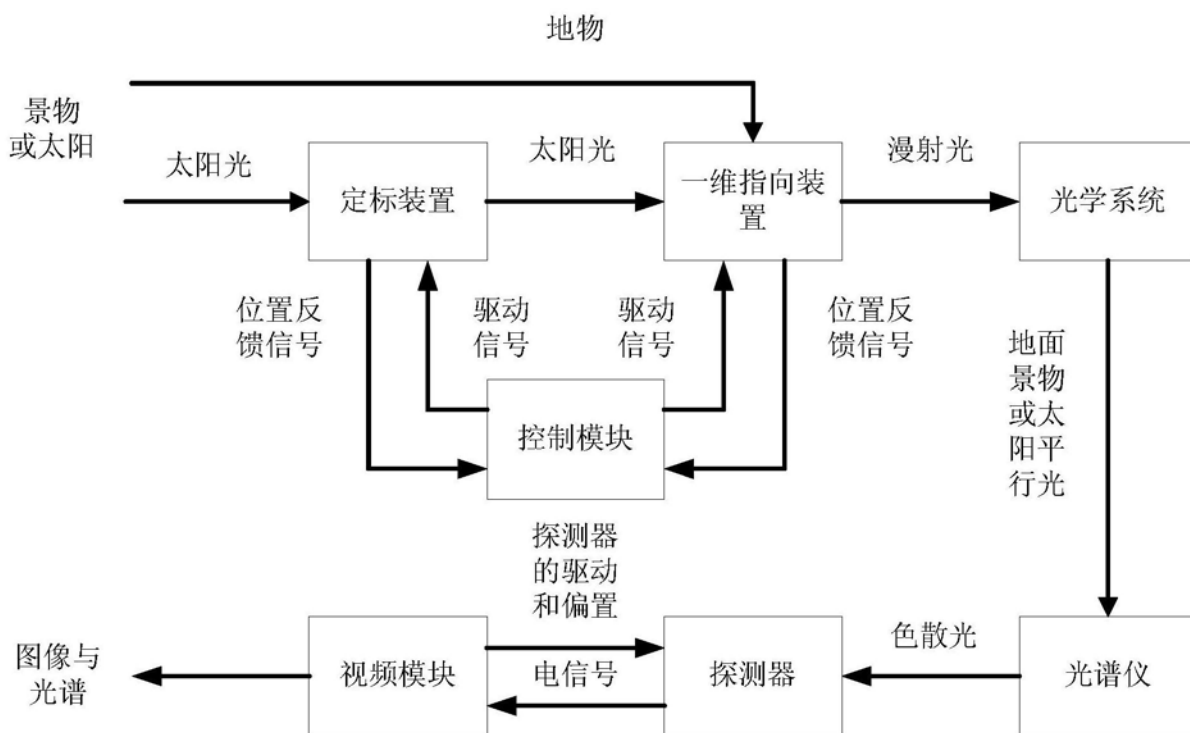 地物
景物
或太阳
太阳光
定标装置
太阳光
一维指向装
置
漫射光
光学系统
位置反
馈信号
驱动
信号
驱动
信号
位置反
馈信号
控制模块
地面
景物
或太
阳平
行光
探测器
的驱动
和偏置
图像与
光谱
视频模块
电信号
探测器
色散光
光谱仪